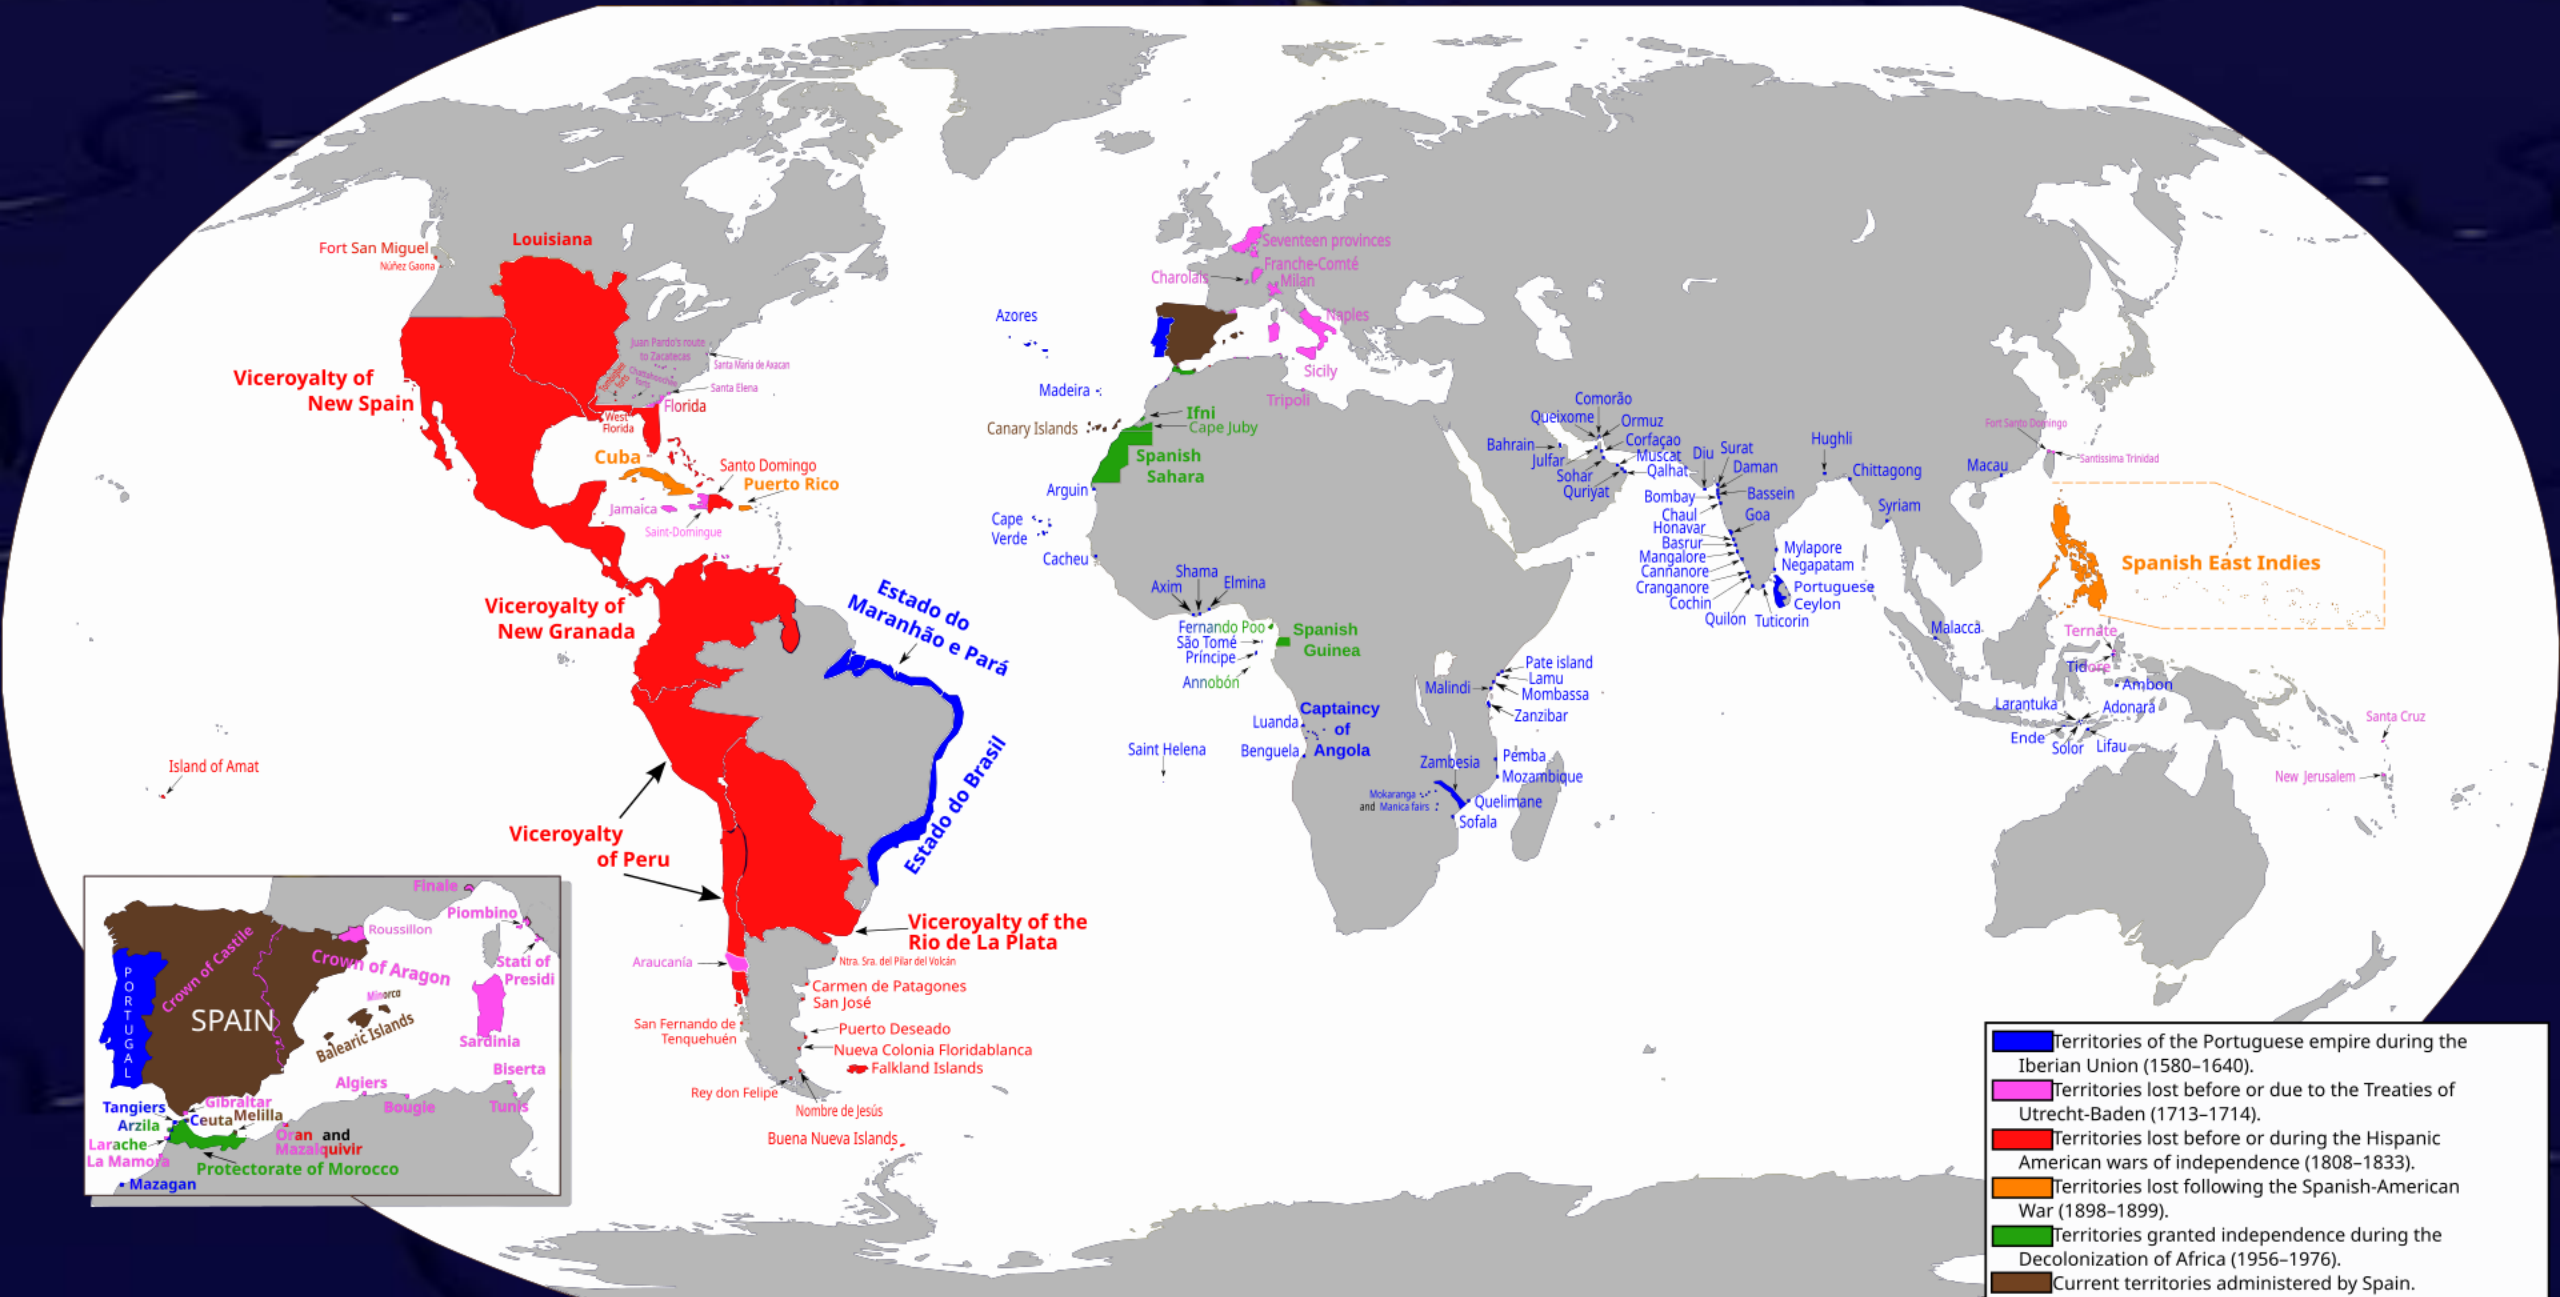 Fort San Miguel
Núñez Gaona
Louisiana
Viceroyalty of
New Spain
Juan Pardo's route
to Zacatecas
Santa Maria de Axacan
Chattahoochee
forts
Santa Elena
Florida
West
Florida
Cuba
Santo Domingo
Puerto Rico
Jamaica
Saint-Domingue
Viceroyalty of
New Granada
Estado do
Maranhão e Pará
Estado do Brasil
Island of Amat
Viceroyalty
of Peru
Viceroyalty of the
Rio de La Plata
Araucanía
Ntra. Sra. del Pilar del Volcán
Carmen de Patagones
San José
San Fernando de
Tenquehuén
Puerto Deseado
Nueva Colonia Floridablanca
Falkland Islands
Rey don Felipe
Nombre de Jesús
Buena Nueva Islands
Seventeen provinces
Franche-Comté
Charolais
Milan
Naples
Sicily
Tripoli
Azores
Madeira
Canary Islands
Ifni
Cape Juby
Spanish
Sahara
Arguin
Cape
Verde
Cacheu
Shama
Axim
Elmina
Fernando Poo
São Tomé
Príncipe
Annobón
Spanish
Guinea
Captaincy
of
Angola
Luanda
Benguela
Saint Helena
Pate island
Lamu
Malindi
Mombassa
Zanzibar
Zambesia
Pemba
Mozambique
Mokaranga
and Manica fairs
Quelimane
Sofala
Comorão
Queixome
Ormuz
Bahrain
Corfaçao
Julfar
Muscat
Sohar
Qalhat
Quriyat
Diu
Surat
Daman
Bombay
Bassein
Chaul
Goa
Honavar
Basrur
Mangalore
Cannanore
Cranganore
Cochin
Quilon
Tuticorin
Mylapore
Negapatam
Portuguese
Ceylon
Hughli
Chittagong
Syriam
Macau
Malacca
Fort Santo Domingo
Santissima Trinidad
Spanish East Indies
Ternate
Tidore
Ambon
Larantuka
Adonara
Ende
Solor
Lifau
Santa Cruz
New Jerusalem
Finale
Piombino
Roussillon
Crown of Castile
Crown of Aragon
Stati of
Presidi
PORTUGAL
SPAIN
Minorca
Balearic Islands
Sardinia
Biserta
Algiers
Bougie
Tunis
Tangiers
Gibraltar
Ceuta
Melilla
Arzila
Larache
La Mamora
Oran and
Mazalquivir
Protectorate of Morocco
Mazagan
Territories of the Portuguese empire during the
Iberian Union (1580–1640).
Territories lost before or due to the Treaties of
Utrecht-Baden (1713–1714).
Territories lost before or during the Hispanic
American wars of independence (1808–1833).
Territories lost following the Spanish-American
War (1898–1899).
Territories granted independence during the
Decolonization of Africa (1956–1976).
Current territories administered by Spain.